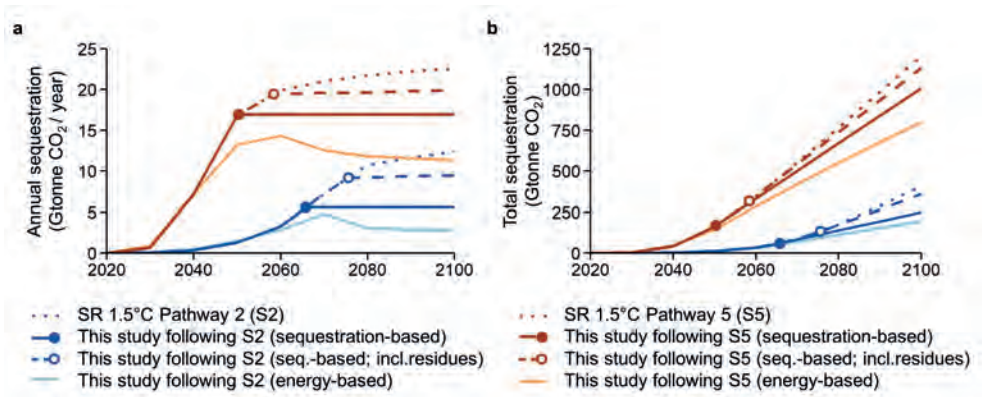 a
b
Annual sequestration
(Gtonne CO₂ / year)
25
20
15
10
5
0
2020
2040
2060
2080
2100
Total sequestration
(Gtonne CO₂)
1250
1000
750
500
250
0
2020
2040
2060
2080
2100
SR 1.5°C Pathway 2 (S2)
This study following S2 (sequestration-based)
This study following S2 (seq.-based; incl.residues)
This study following S2 (energy-based)
SR 1.5°C Pathway 5 (S5)
This study following S5 (sequestration-based)
This study following S5 (seq.-based; incl.residues)
This study following S5 (energy-based)